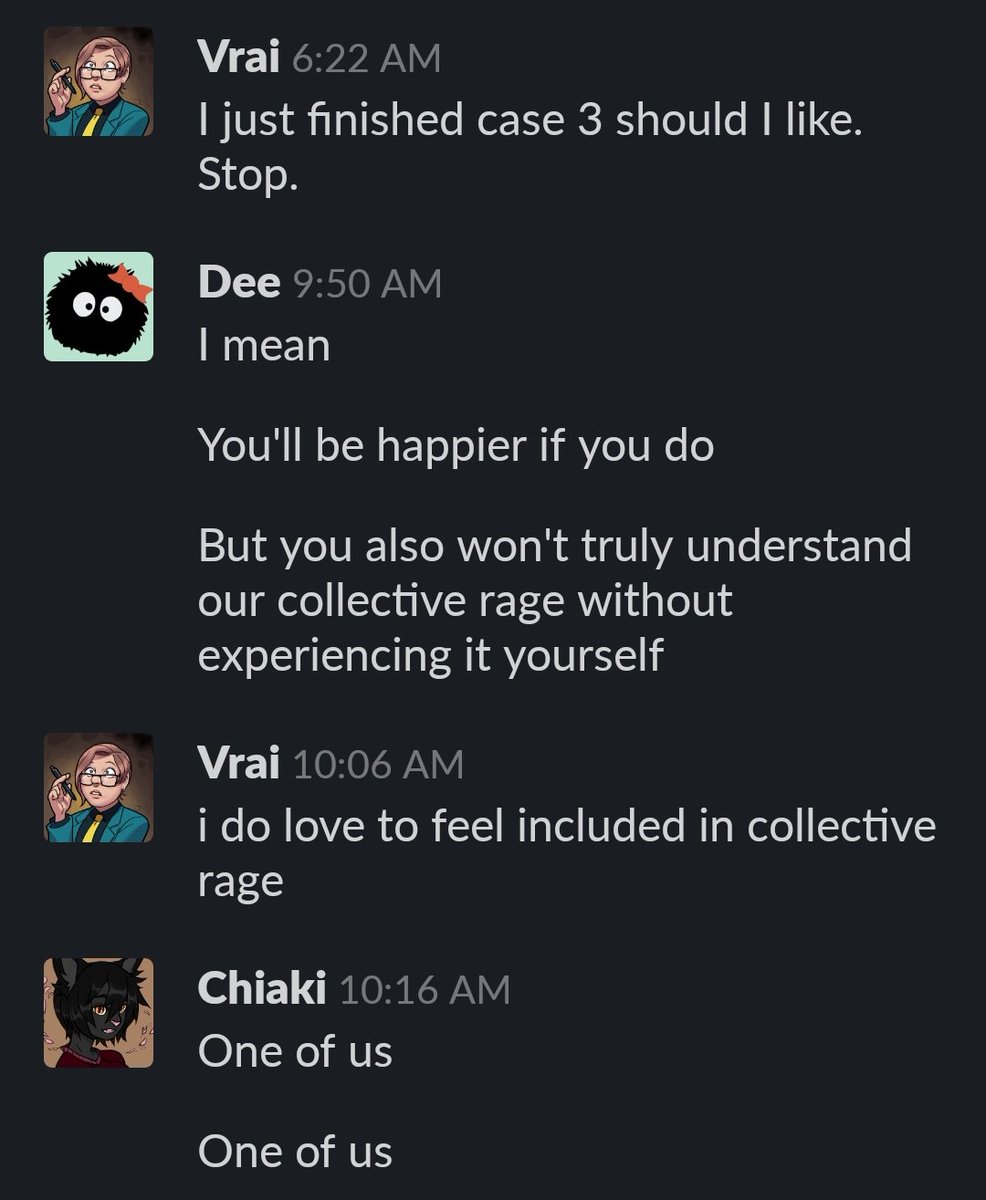 Vrai 6:22 AM
I just finished case 3 should I like.
Stop.
Dee 9:50 AM
I mean
You'll be happier if you do
But you also won't truly understand
our collective rage without
experiencing it yourself
Vrai 10:06 AM
i do love to feel included in collective
rage
Chiaki 10:16 AM
One of us
One of us